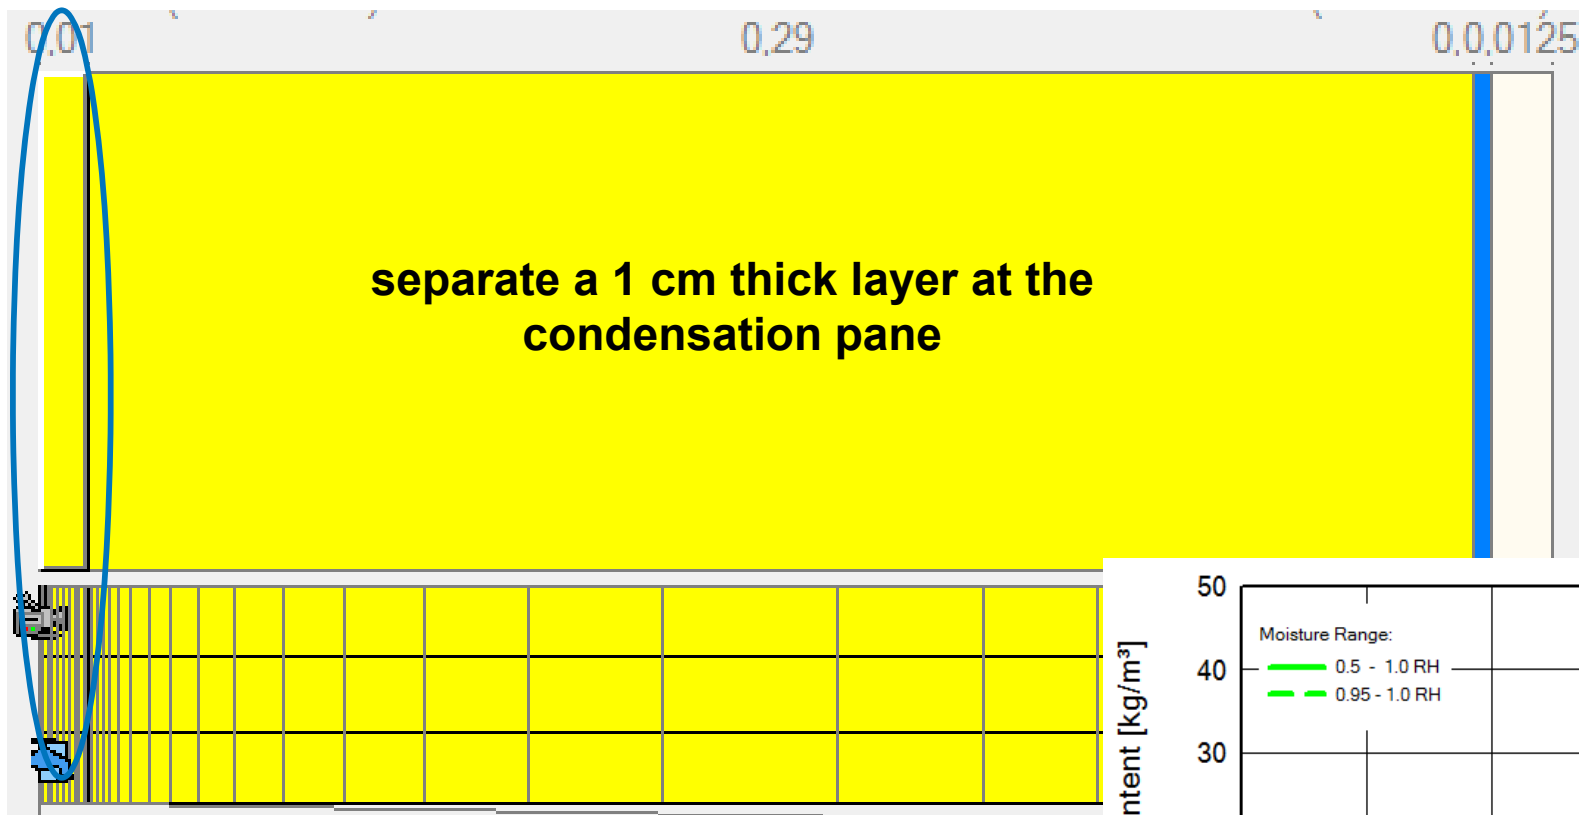 0,01 0,29 0,0,0125
separate a 1 cm thick layer at the
condensation pane
50
Moisture Range:
40
0.5 - 1.0 RH
0.95 - 1.0 RH
30
ntent [kg/m³]